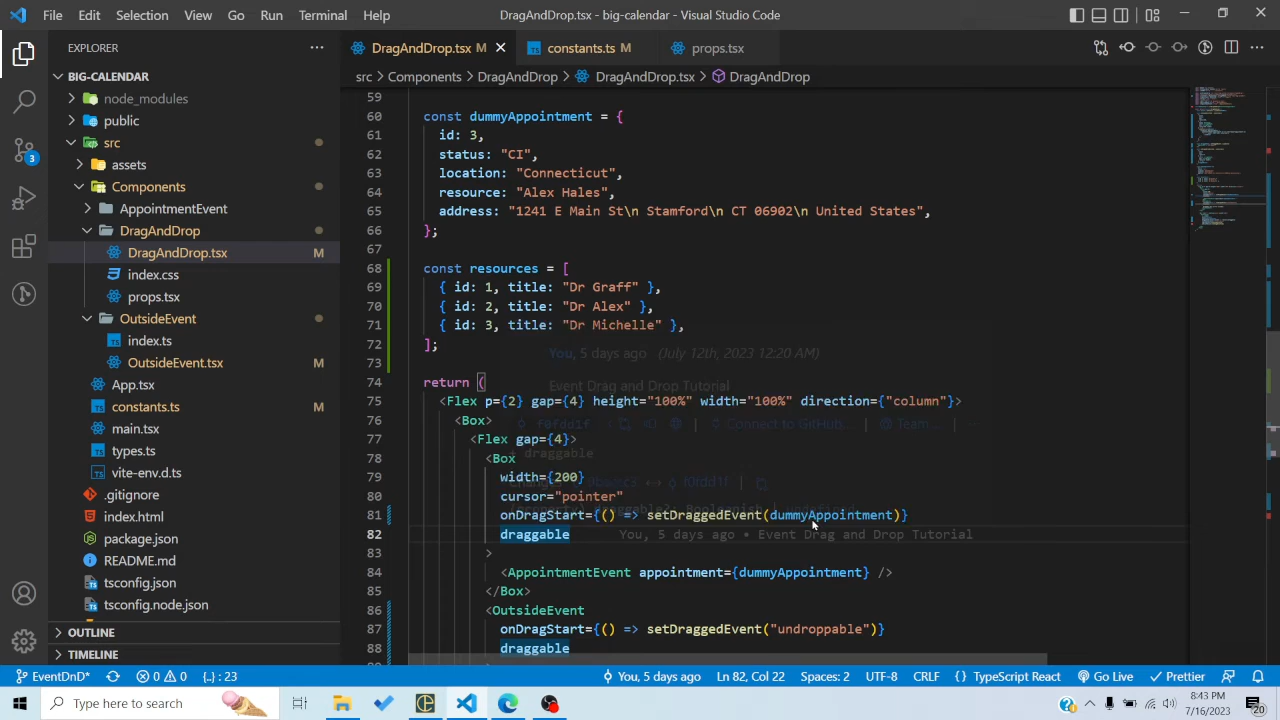 File Edit Selection View Go Run Terminal Help DragAndDrop.tsx - big-calendar - Visual Studio Code
EXPLORER
BIG-CALENDAR
node_modules
public
src
assets
Components
AppointmentEvent
DragAndDrop
DragAndDrop.tsx M
index.css
props.tsx
OutsideEvent
index.ts
OutsideEvent.tsx M
App.tsx
constants.ts M
main.tsx
types.ts
vite-env.d.ts
.gitignore
index.html
package.json
README.md
tsconfig.json
tsconfig.node.json
OUTLINE
TIMELINE
3
DragAndDrop.tsx M constants.ts M props.tsx
src > Components > DragAndDrop > DragAndDrop.tsx > DragAndDrop
59
60 const dummyAppointment = {
61 id: 3,
62 status: "CI",
63 location: "Connecticut",
64 resource: "Alex Hales",
65 address: "1241 E Main St\n Stamford\n CT 06902\n United States",
66 };
67
68 const resources = [
69 { id: 1, title: "Dr Graff" },
70 { id: 2, title: "Dr Alex" },
71 { id: 3, title: "Dr Michelle" },
72 ];
You, 5 days ago (July 12th, 2023 12:20 AM)
73
74 return (
Event Drag and Drop Tutorial
75 <Flex p={2} gap={4} height="100%" width="100%" direction={"column"}>
76 <Box>
f0fdd1f Connect to GitHub... Team...
77 <Flex gap={4}>
+ draggable
78 <Box
79 width={200}
80 cursor="pointer"
81 onDragStart={() => setDraggedEvent(dummyAppointment)}
82 draggable You, 5 days ago • Event Drag and Drop Tutorial
83 >
84 <AppointmentEvent appointment={dummyAppointment} />
85 </Box>
86 <OutsideEvent
87 onDragStart={() => setDraggedEvent("undroppable")}
88 draggable
EventDnD* 0 0 {..}: 23 You, 5 days ago Ln 82, Col 22 Spaces: 2 UTF-8 CRLF {} TypeScript React Go Live Prettier
Type here to search
8:43 PM
7/16/2023
20